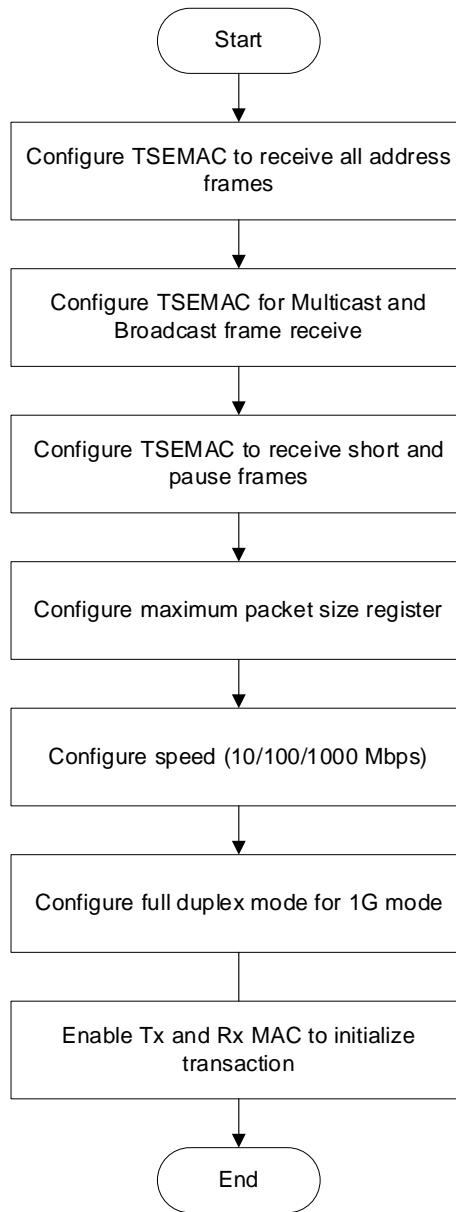 Start
Configure TSEMAC to receive all address
frames
Configure TSEMAC for Multicast and
Broadcast frame receive
Configure TSEMAC to receive short and
pause frames
Configure maximum packet size register
Configure speed (10/100/1000 Mbps)
Configure full duplex mode for 1G mode
Enable Tx and Rx MAC to initialize
transaction
End